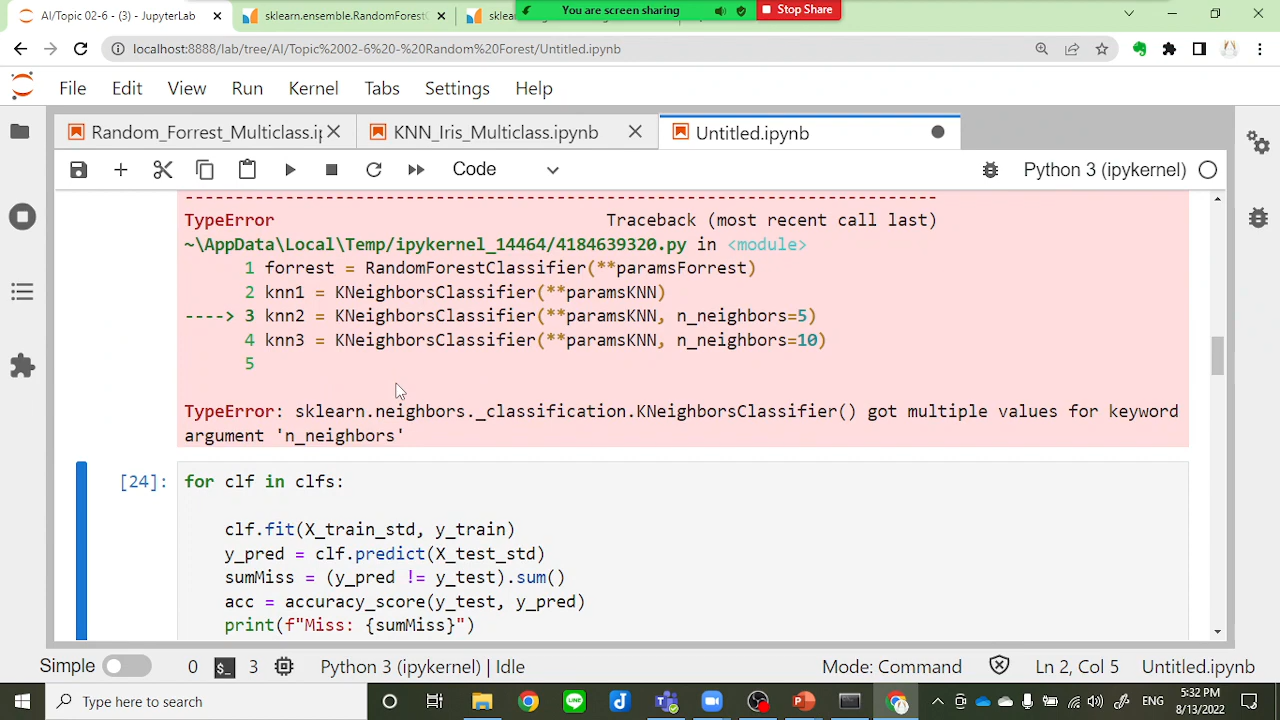 AI/Topic 02-6 - (3) - JupyterLab
sklearn.ensemble.RandomForestC
You are screen sharing
Stop Share
localhost:8888/lab/tree/AI/Topic%2002-6%20-%20Random%20Forest/Untitled.ipynb
File Edit View Run Kernel Tabs Settings Help
Random_Forrest_Multiclass.ip
KNN_Iris_Multiclass.ipynb
Untitled.ipynb
Code
Python 3 (ipykernel)
---------------------------------------------------------------------------
TypeError Traceback (most recent call last)
~\AppData\Local\Temp/ipykernel_14464/4184639320.py in <module>
1 forrest = RandomForestClassifier(**paramsForrest)
2 knn1 = KNeighborsClassifier(**paramsKNN)
----> 3 knn2 = KNeighborsClassifier(**paramsKNN, n_neighbors=5)
4 knn3 = KNeighborsClassifier(**paramsKNN, n_neighbors=10)
5
TypeError: sklearn.neighbors._classification.KNeighborsClassifier() got multiple values for keyword
argument 'n_neighbors'
[24]: for clf in clfs:
clf.fit(X_train_std, y_train)
y_pred = clf.predict(X_test_std)
sumMiss = (y_pred != y_test).sum()
acc = accuracy_score(y_test, y_pred)
print(f"Miss: {sumMiss}")
Simple 0 $_ 3 Python 3 (ipykernel) | Idle Mode: Command Ln 2, Col 5 Untitled.ipynb
Type here to search
ENG
5:32 PM
8/13/2022